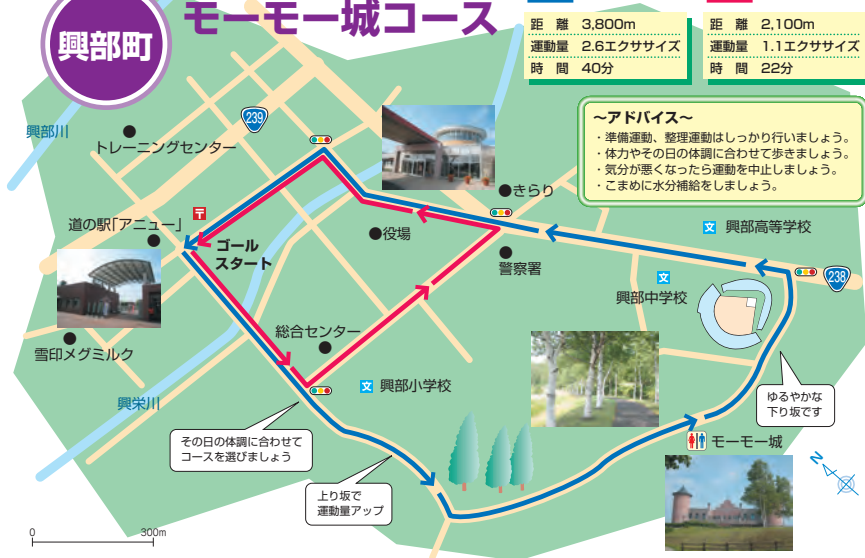 モーモー城コース
興部町
距 離 3,800m
運動量 2.6エクササイズ
時 間 40分
距 離 2,100m
運動量 1.1エクササイズ
時 間 22分
~アドバイス~
・準備運動、整理運動はしっかり行いましょう。
・体力やその日の体調に合わせて歩きましょう。
・気分が悪くなったら運動を中止しましょう。
・こまめに水分補給をしましょう。
興部川
トレーニングセンター
239
きらり
道の駅「アニュー」
〒
ゴール
スタート
役場
警察署
文 興部高等学校
文
興部中学校
238
総合センター
雪印メグミルク
文 興部小学校
興栄川
ゆるやかな
下り坂です
その日の体調に合わせて
コースを選びましょう
モーモー城
上り坂で
運動量アップ
N
0 300m